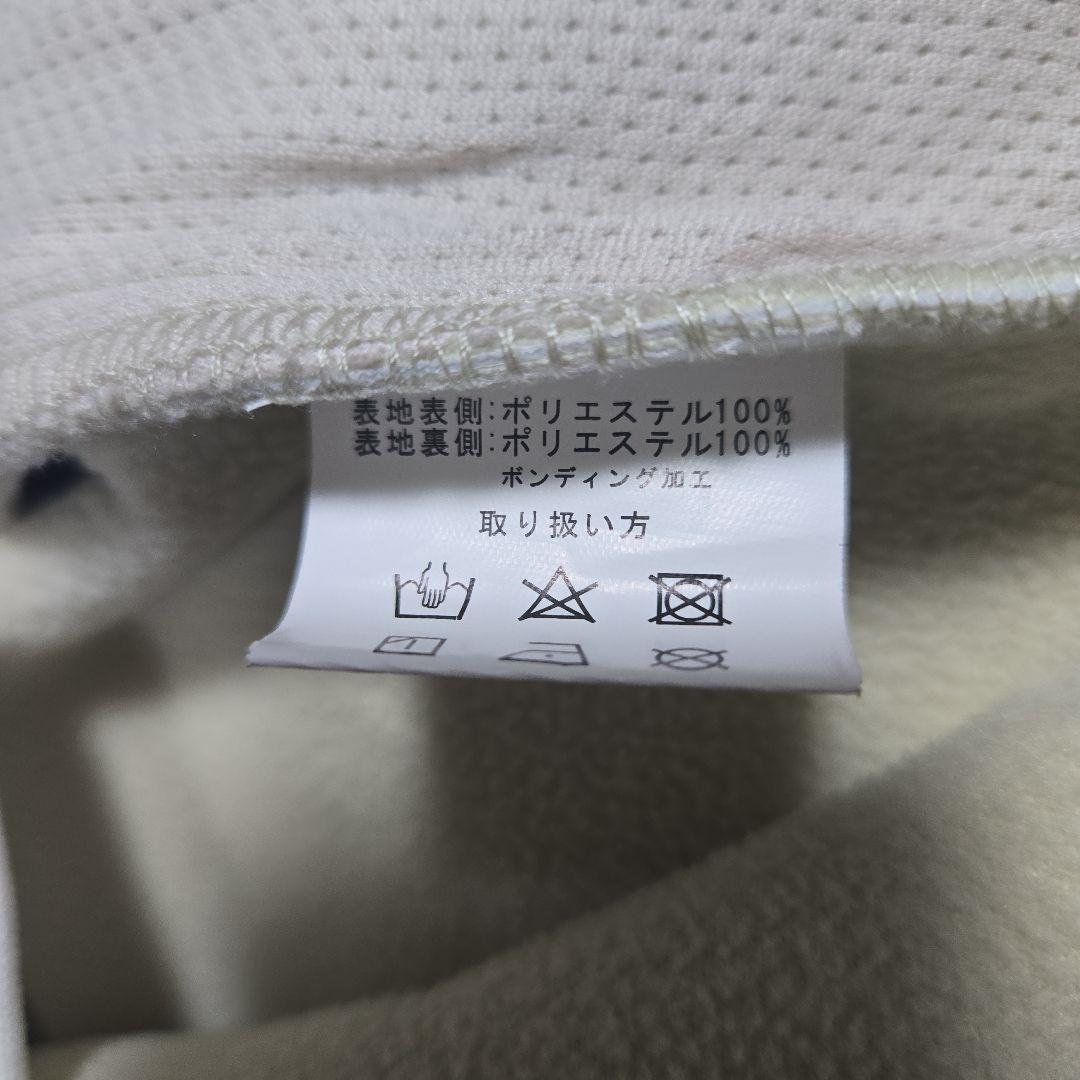 表地表側:ポリエステル100%
表地裏側:ポリエステル100%
ボンディング加工
取り扱い方